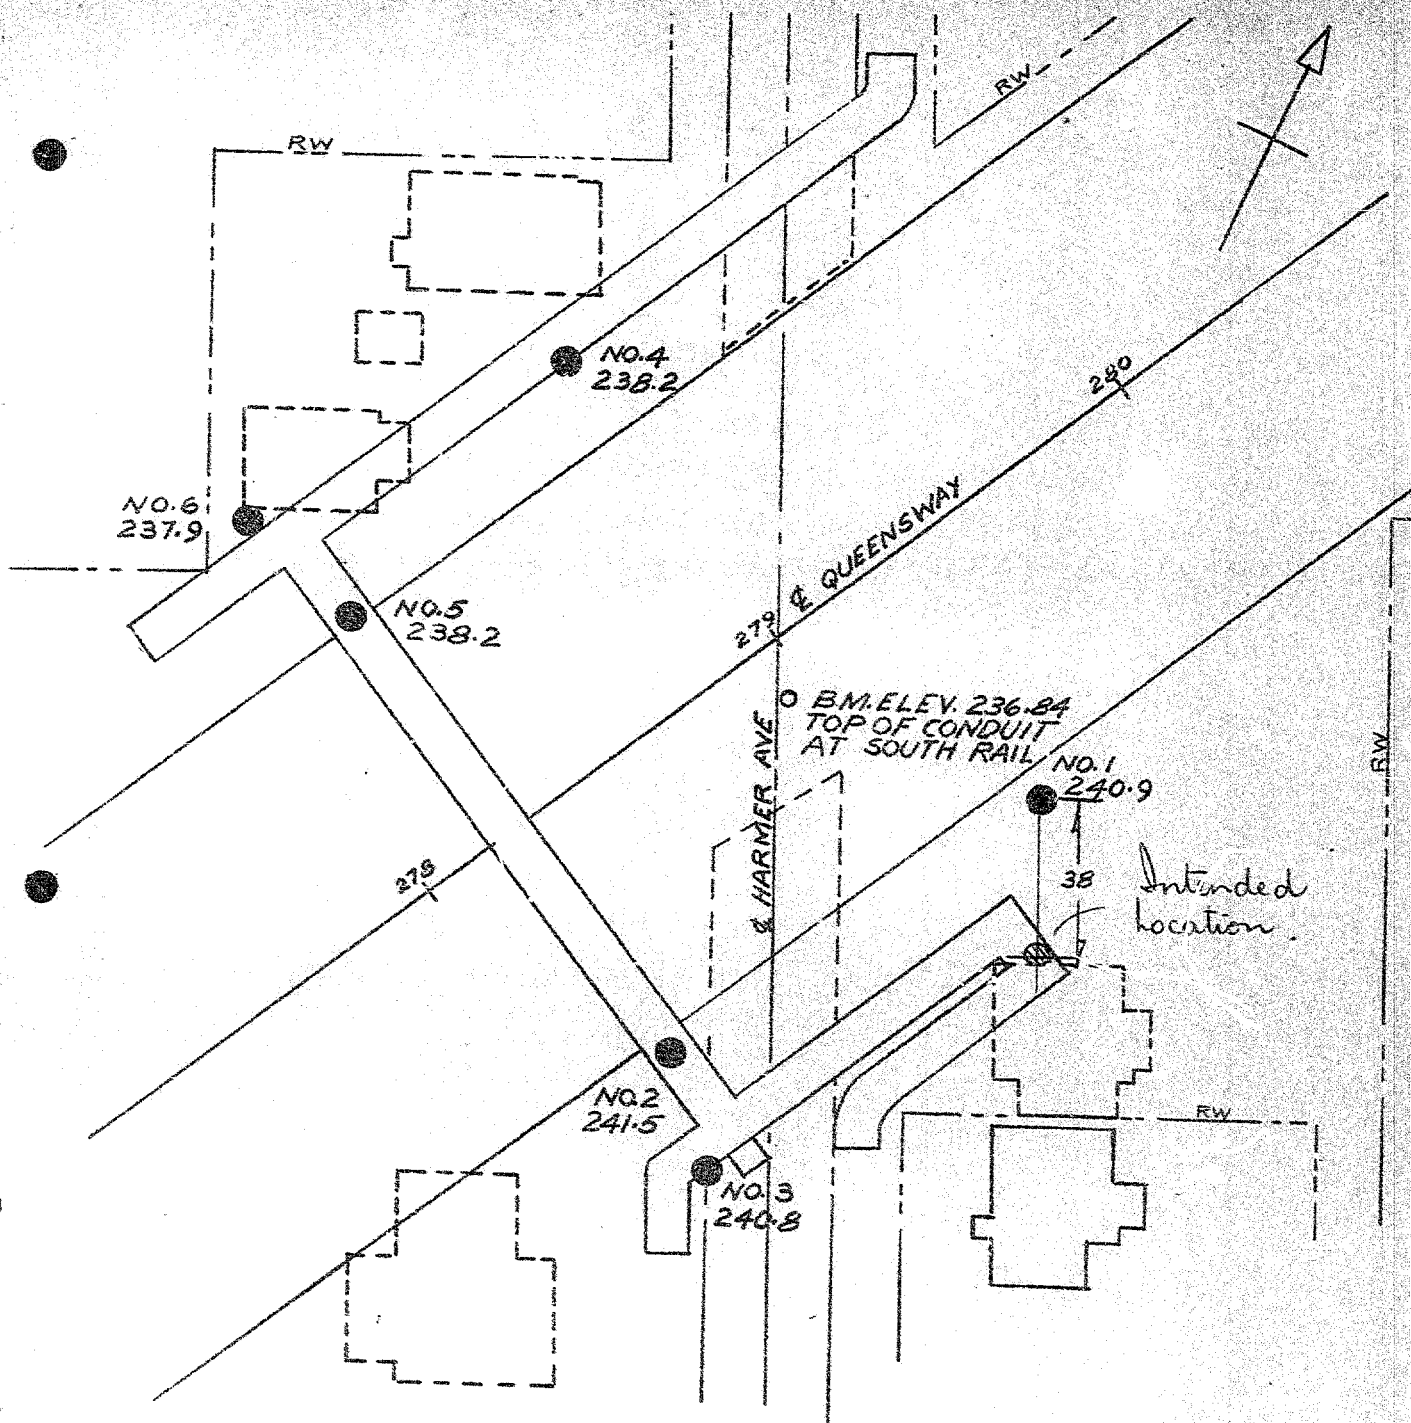 RW
RW
NO.4
238.2
280
NO.6
237.9
℄ QUEENSWAY
NO.5
238.2
279
B.M. ELEV. 236.84
TOP OF CONDUIT
AT SOUTH RAIL
℄ HARMER AVE
NO.1
240.9
RW
38
Intended
Location.
278
NO.2
241.5
RW
NO.3
240.8